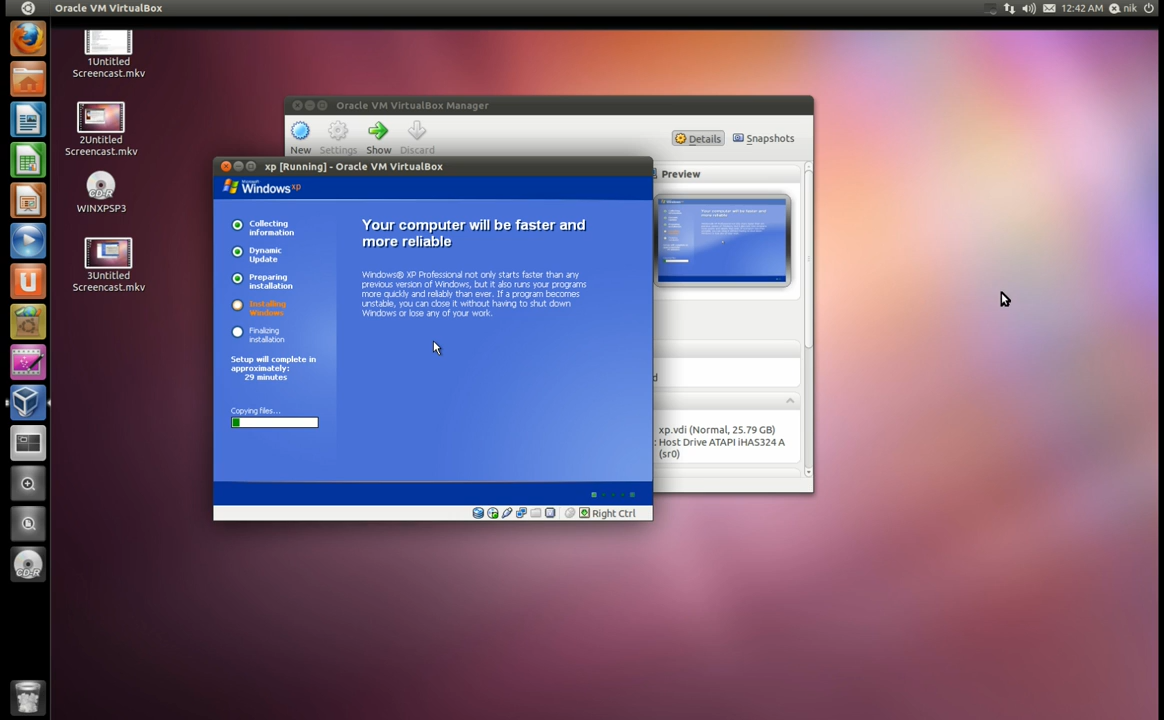 Oracle VM VirtualBox
12:42 AM
nik
1Untitled
Screencast.mkv
2Untitled
Screencast.mkv
WINXPSP3
3Untitled
Screencast.mkv
CD-R
CD-R
Oracle VM VirtualBox Manager
New
Settings
Show
Discard
Details
Snapshots
Preview
d
xp.vdi (Normal, 25.79 GB)
: Host Drive ATAPI iHAS324 A
(sr0)
xp [Running] - Oracle VM VirtualBox
Microsoft
Windows xp
Collecting
information
Dynamic
Update
Preparing
installation
Installing
Windows
Finalizing
installation
Setup will complete in
approximately:
29 minutes
Copying files...
Your computer will be faster and
more reliable
Windows® XP Professional not only starts faster than any
previous version of Windows, but it also runs your programs
more quickly and reliably than ever. If a program becomes
unstable, you can close it without having to shut down
Windows or lose any of your work.
Right Ctrl